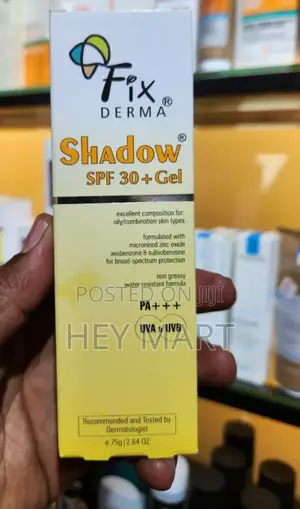 Fix®
DERMA
SHADOW®
SPF 30+Gel
excellent composition for
oily/combination skin types
formulated with
micronized zinc oxide
avobenzone & sulisobenzone
for broad-spectrum protection
non greasy
water resistant formula
POSTED ON JIJI
PA+++
HEY MART
UVA & UVB
Recommended and Tested by
Dermatologist
e 75g | 2.64 OZ